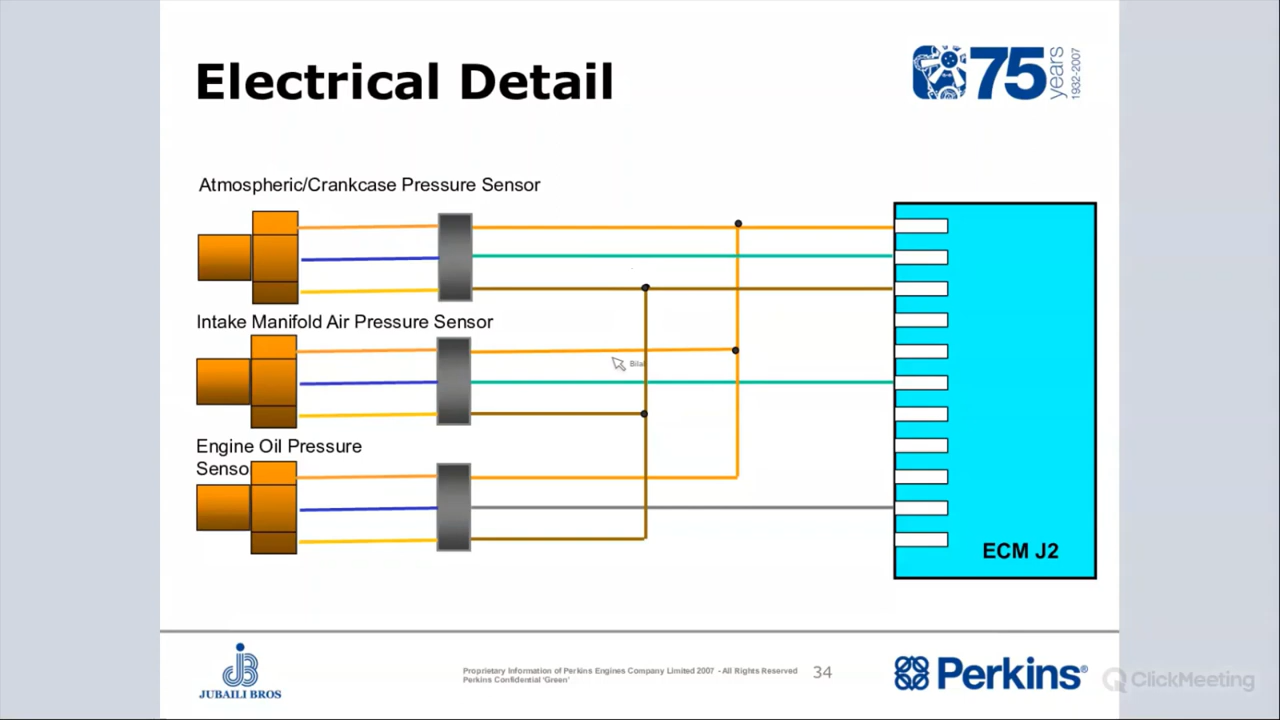 Electrical Detail
75
years
1932-2007
Atmospheric/Crankcase Pressure Sensor
Intake Manifold Air Pressure Sensor
Bilal
Engine Oil Pressure
Senso
ECM J2
JUBAILI BROS
Proprietary Information of Perkins Engines Company Limited 2007 - All Rights Reserved
Perkins Confidential 'Green'
34
Perkins®
ClickMeeting